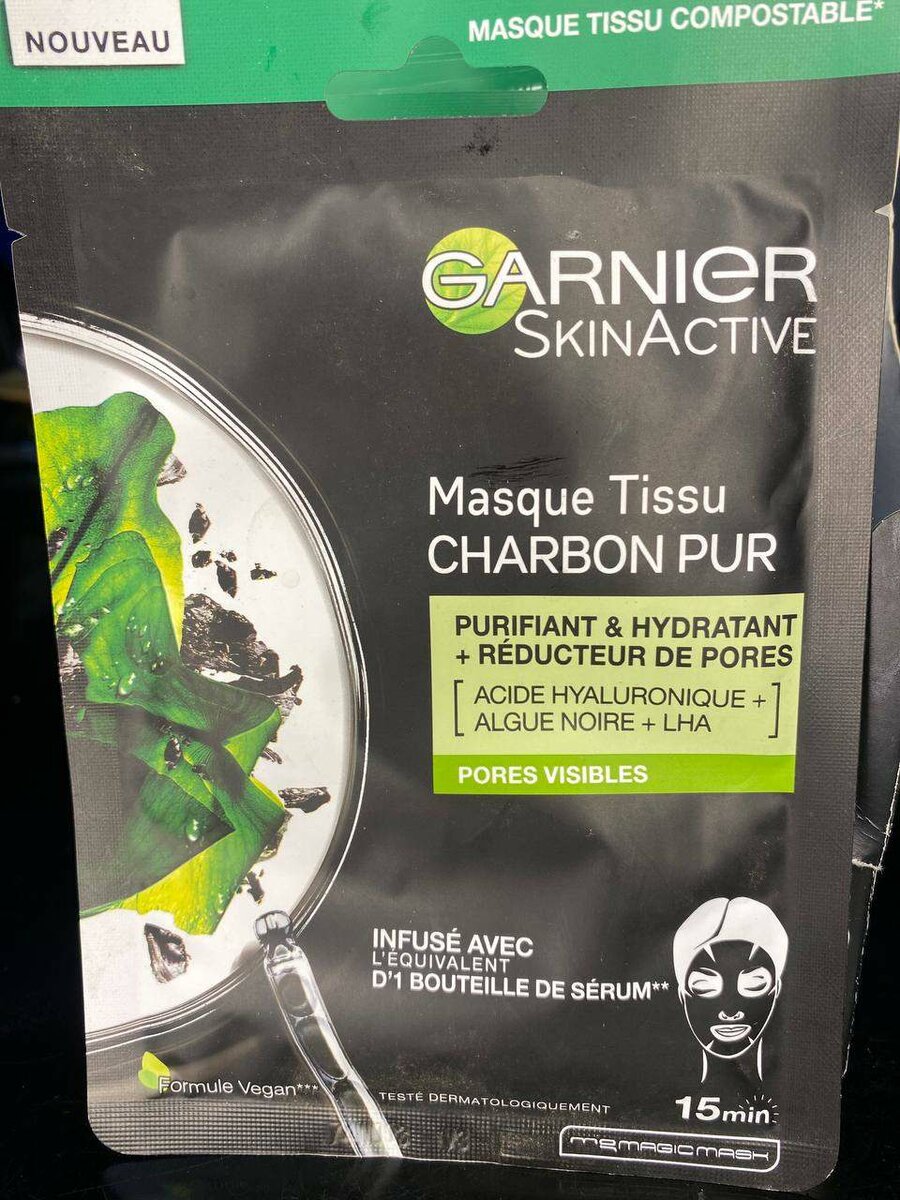 NOUVEAU
MASQUE TISSU COMPOSTABLE*
GARNIER
SKINACTIVE
Masque Tissu
CHARBON PUR
PURIFIANT & HYDRATANT
+ RÉDUCTEUR DE PORES
[ACIDE HYALURONIQUE +
ALGUE NOIRE + LHA]
PORES VISIBLES
INFUSÉ AVEC
L'ÉQUIVALENT
D'1 BOUTEILLE DE SÉRUM**
Formule Vegan***
TESTÉ DERMATOLOGIQUEMENT
15min
MAGIC MASK